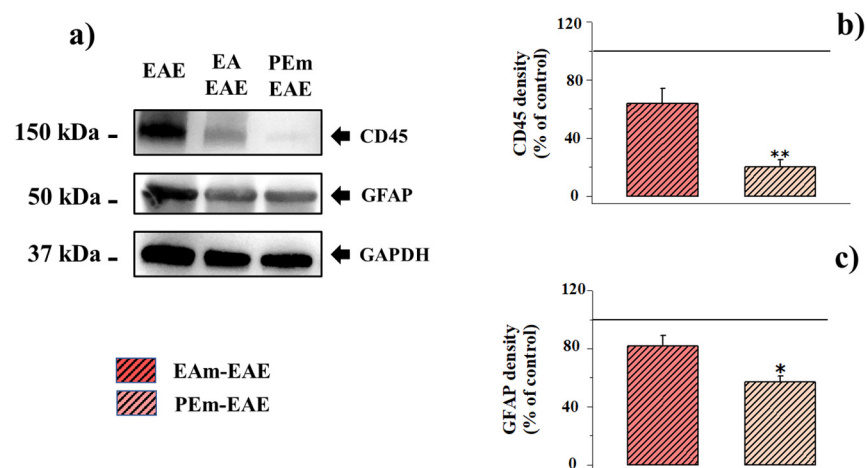 a)
EAE
EA
EAE
PEm
EAE
150 kDa -
CD45
50 kDa -
GFAP
37 kDa -
GAPDH
EAm-EAE
PEm-EAE
b)
CD45 density
(% of control)
120
80
40
0
**
c)
GFAP density
(% of control)
120
80
40
0
*